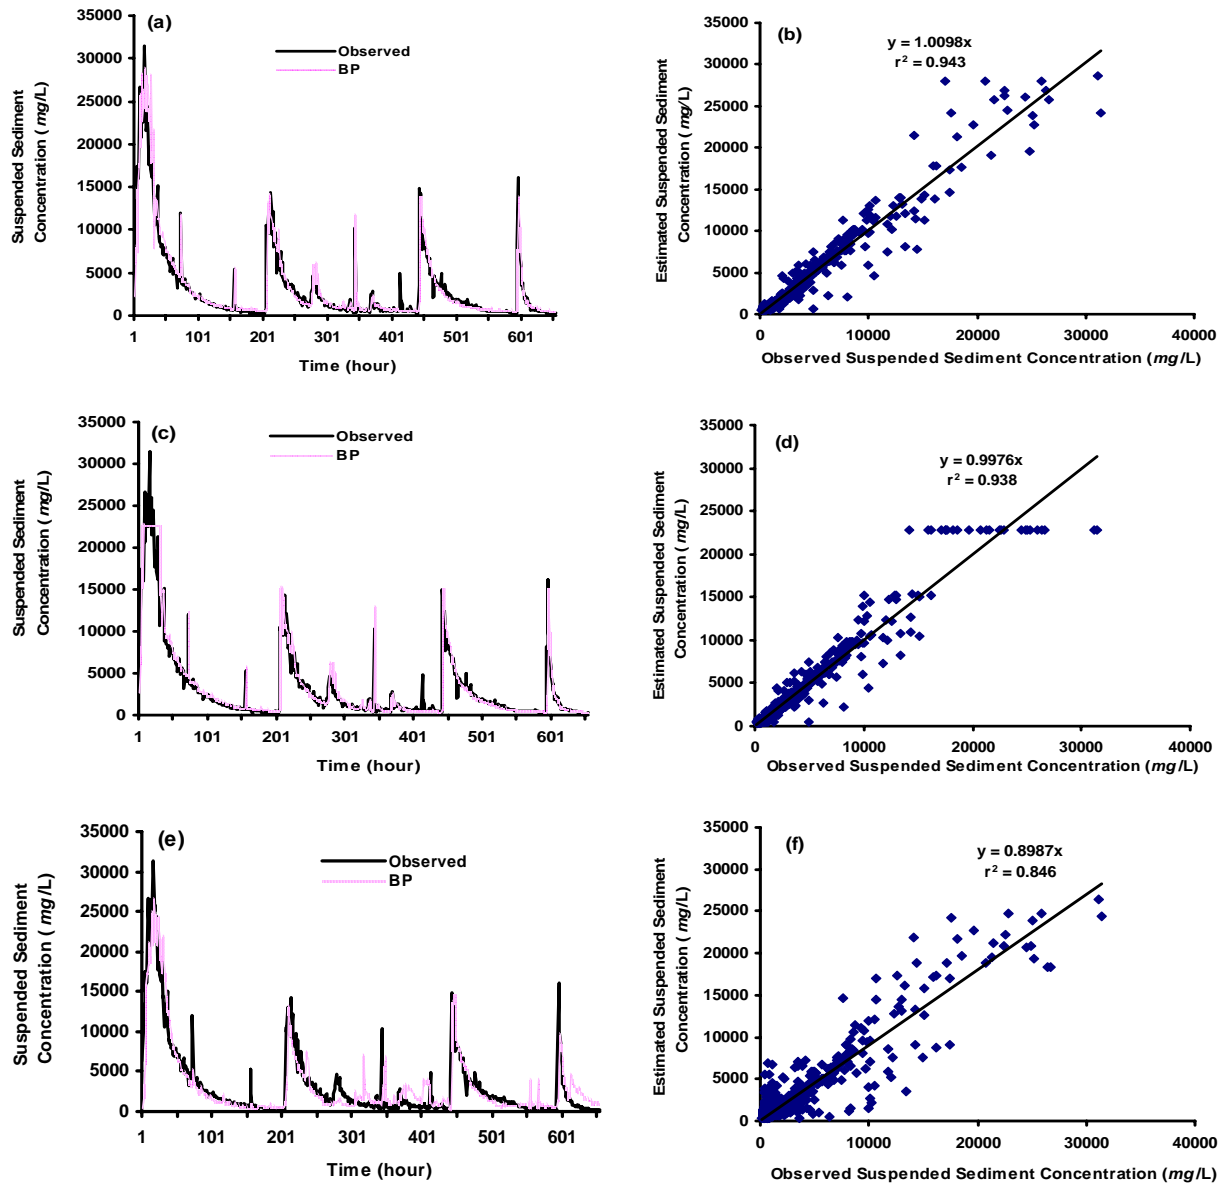 (a)
Observed
BP
Suspended Sediment
Concentration ( mg/L)
35000
30000
25000
20000
15000
10000
5000
0
1 101 201 301 401 501 601
Time (hour)
(b)
y = 1.0098x
r² = 0.943
Estimated Suspended Sediment
Concentration ( mg/L)
35000
30000
25000
20000
15000
10000
5000
0
0 10000 20000 30000 40000
Observed Suspended Sediment Concentration (mg/L)
(c)
Observed
BP
Suspended Sediment
Concentration ( mg/L)
35000
30000
25000
20000
15000
10000
5000
0
1 101 201 301 401 501 601
Time (hour)
(d)
y = 0.9976x
r² = 0.938
Estimated Suspended Sediment
Concentration ( mg/L)
35000
30000
25000
20000
15000
10000
5000
0
0 10000 20000 30000 40000
Observed Suspended Sediment Concentration (mg/L)
(e)
Observed
BP
Suspended Sediment
Concentration ( mg/L)
35000
30000
25000
20000
15000
10000
5000
0
1 101 201 301 401 501 601
Time (hour)
(f)
y = 0.8987x
r² = 0.846
Estimated Suspended Sediment
Concentration ( mg/L)
35000
30000
25000
20000
15000
10000
5000
0
0 10000 20000 30000 40000
Observed Suspended Sediment Concentration (mg/L)